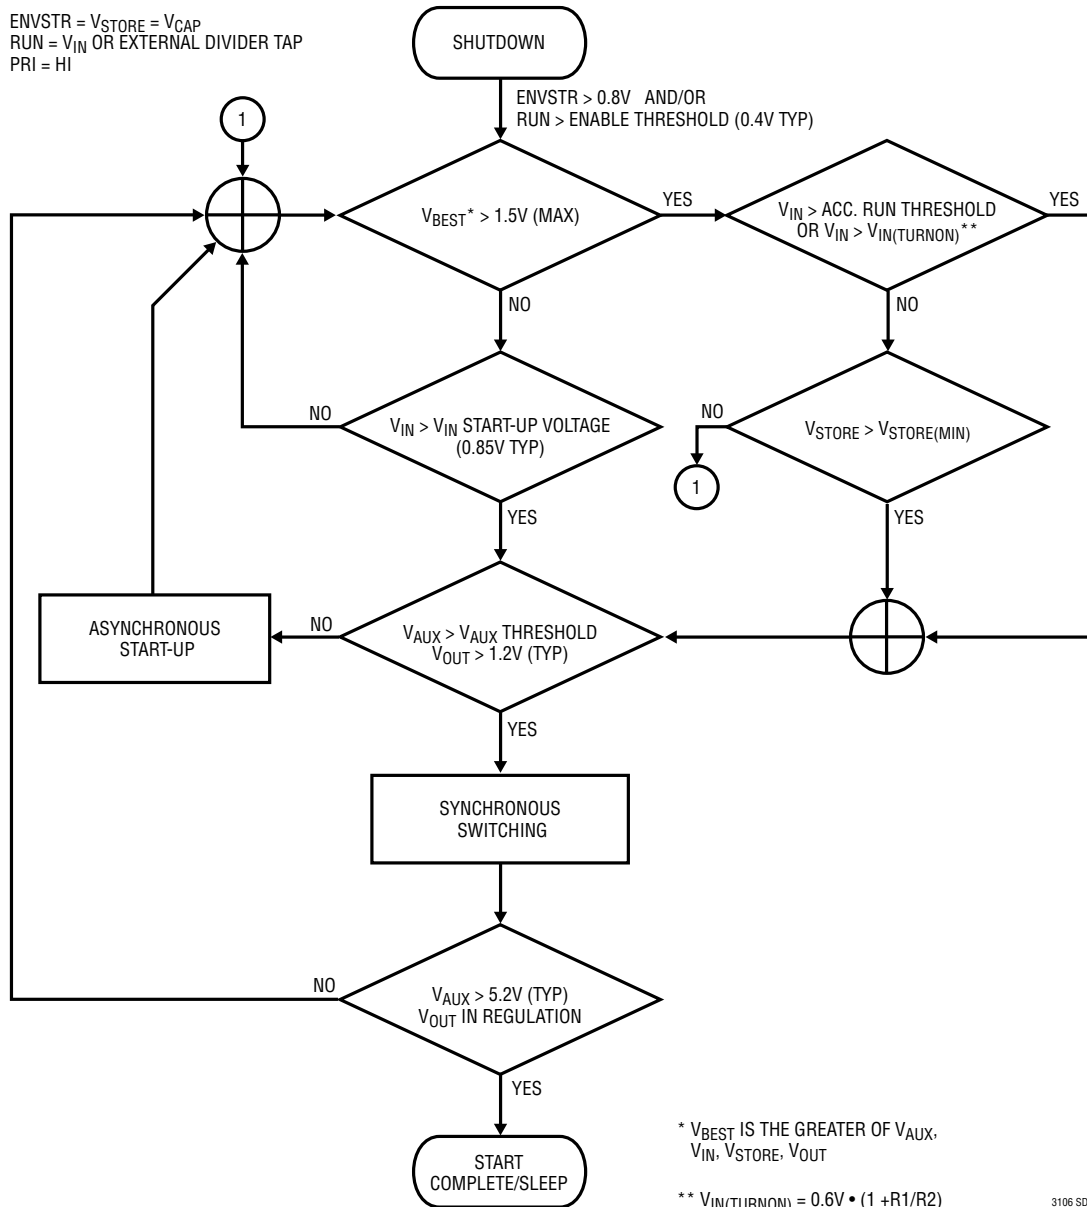 ENVSTR = VSTORE = VCAP
RUN = VIN OR EXTERNAL DIVIDER TAP
PRI = HI
SHUTDOWN
ENVSTR > 0.8V AND/OR
RUN > ENABLE THRESHOLD (0.4V TYP)
1
VBEST* > 1.5V (MAX)
YES
VIN > ACC. RUN THRESHOLD
OR VIN > VIN(TURNON)**
YES
NO
NO
NO
VIN > VIN START-UP VOLTAGE
(0.85V TYP)
NO
VSTORE > VSTORE(MIN)
1
YES
YES
ASYNCHRONOUS
START-UP
NO
VAUX > VAUX THRESHOLD
VOUT > 1.2V (TYP)
YES
SYNCHRONOUS
SWITCHING
NO
VAUX > 5.2V (TYP)
VOUT IN REGULATION
YES
START
COMPLETE/SLEEP
* VBEST IS THE GREATER OF VAUX,
VIN, VSTORE, VOUT
** VIN(TURNON) = 0.6V • (1 +R1/R2)
3106 SD